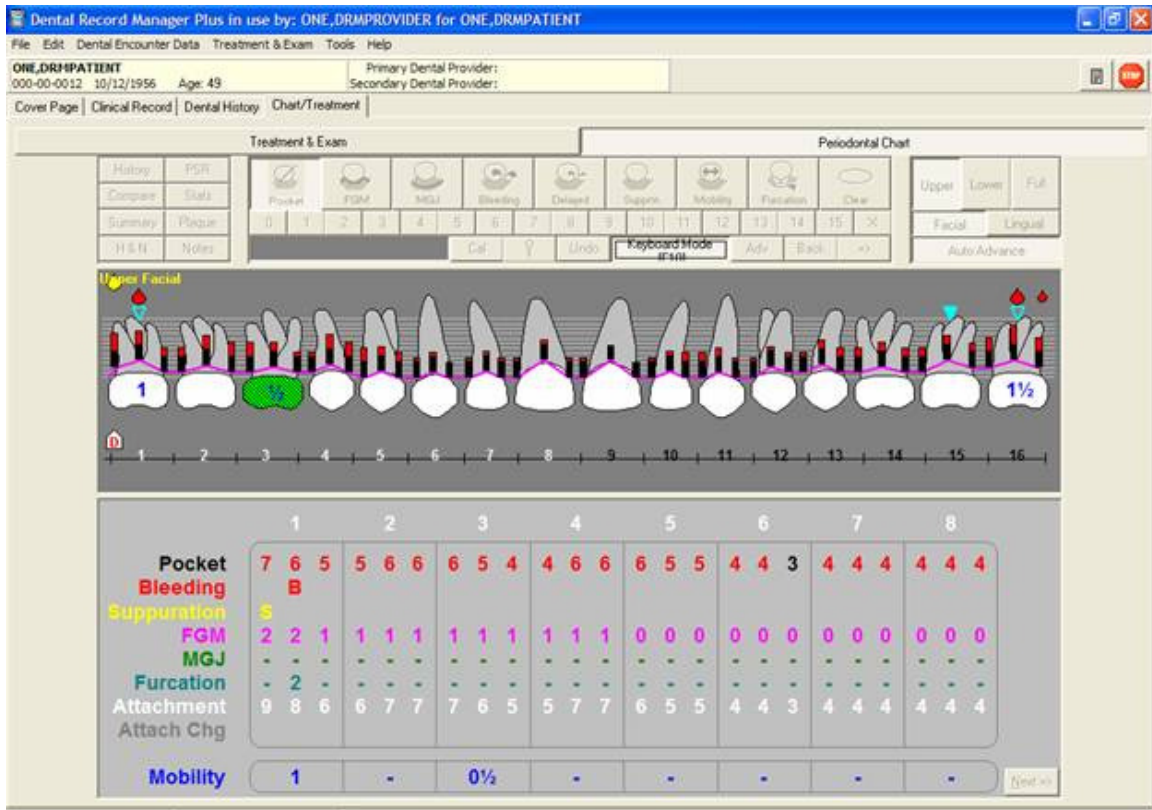 Dental Record Manager Plus in use by: ONE,DRMPROVIDER for ONE,DRMPATIENT
File Edit Dental Encounter Data Treatment & Exam Tools Help
ONE,DRMPATIENT Primary Dental Provider:
000-00-0012 10/12/1956 Age: 49 Secondary Dental Provider:
STOP
Cover Page Clinical Record Dental History Chart/Treatment
Treatment & Exam Periodontal Chart
History PSR Pocket FGM MGJ Bleeding Delayed Suppurn. Mobility Furcation Clear Upper Lower Full
Compare Stats
Summary Plaque 0 1 2 3 4 5 6 7 8 9 10 11 12 13 14 15 X Facial Lingual
H & N Notes Cal Undo Keyboard Mode [F10] Adv Back <> Auto Advance
Upper Facial
1 ½ 1½
D
1 2 3 4 5 6 7 8 9 10 11 12 13 14 15 16
1 2 3 4 5 6 7 8
Pocket 7 6 5 5 6 6 6 5 4 4 6 6 6 5 5 4 4 3 4 4 4 4 4 4
Bleeding B
Suppuration S
FGM 2 2 1 1 1 1 1 1 1 1 1 1 0 0 0 0 0 0 0 0 0 0 0 0
MGJ - - - - - - - - - - - - - - - - - - - - - - - -
Furcation - 2 - - - - - - - - - - - - - - - - - - - - - -
Attachment 9 8 6 6 7 7 7 6 5 5 7 7 6 5 5 4 4 3 4 4 4 4 4 4
Attach Chg
Mobility 1 - 0½ - - - - -
Next >>